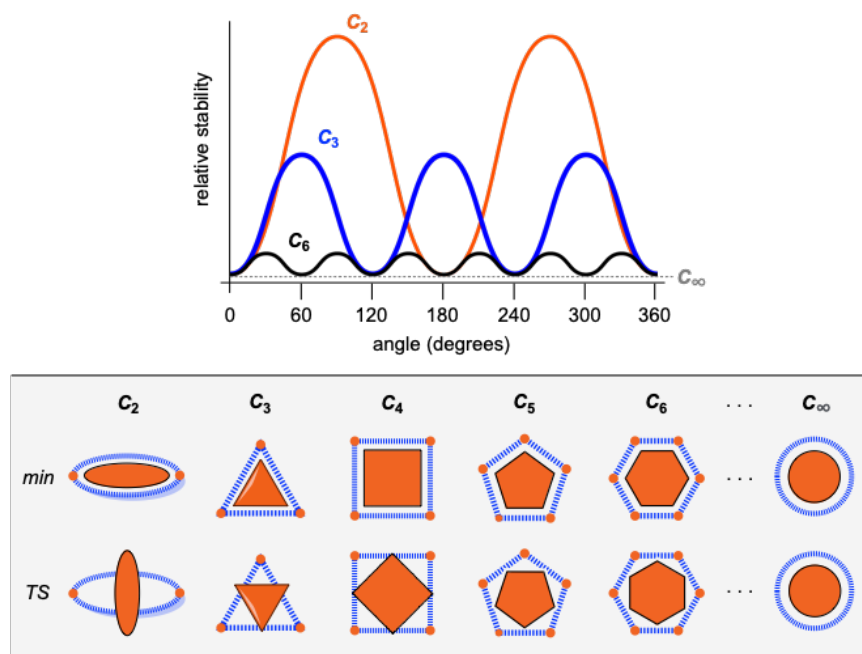 C2
relative stability
C3
C6
C∞
0 60 120 180 240 300 360
angle (degrees)
C2 C3 C4 C5 C6 · · · C∞
min · · ·
TS · · ·